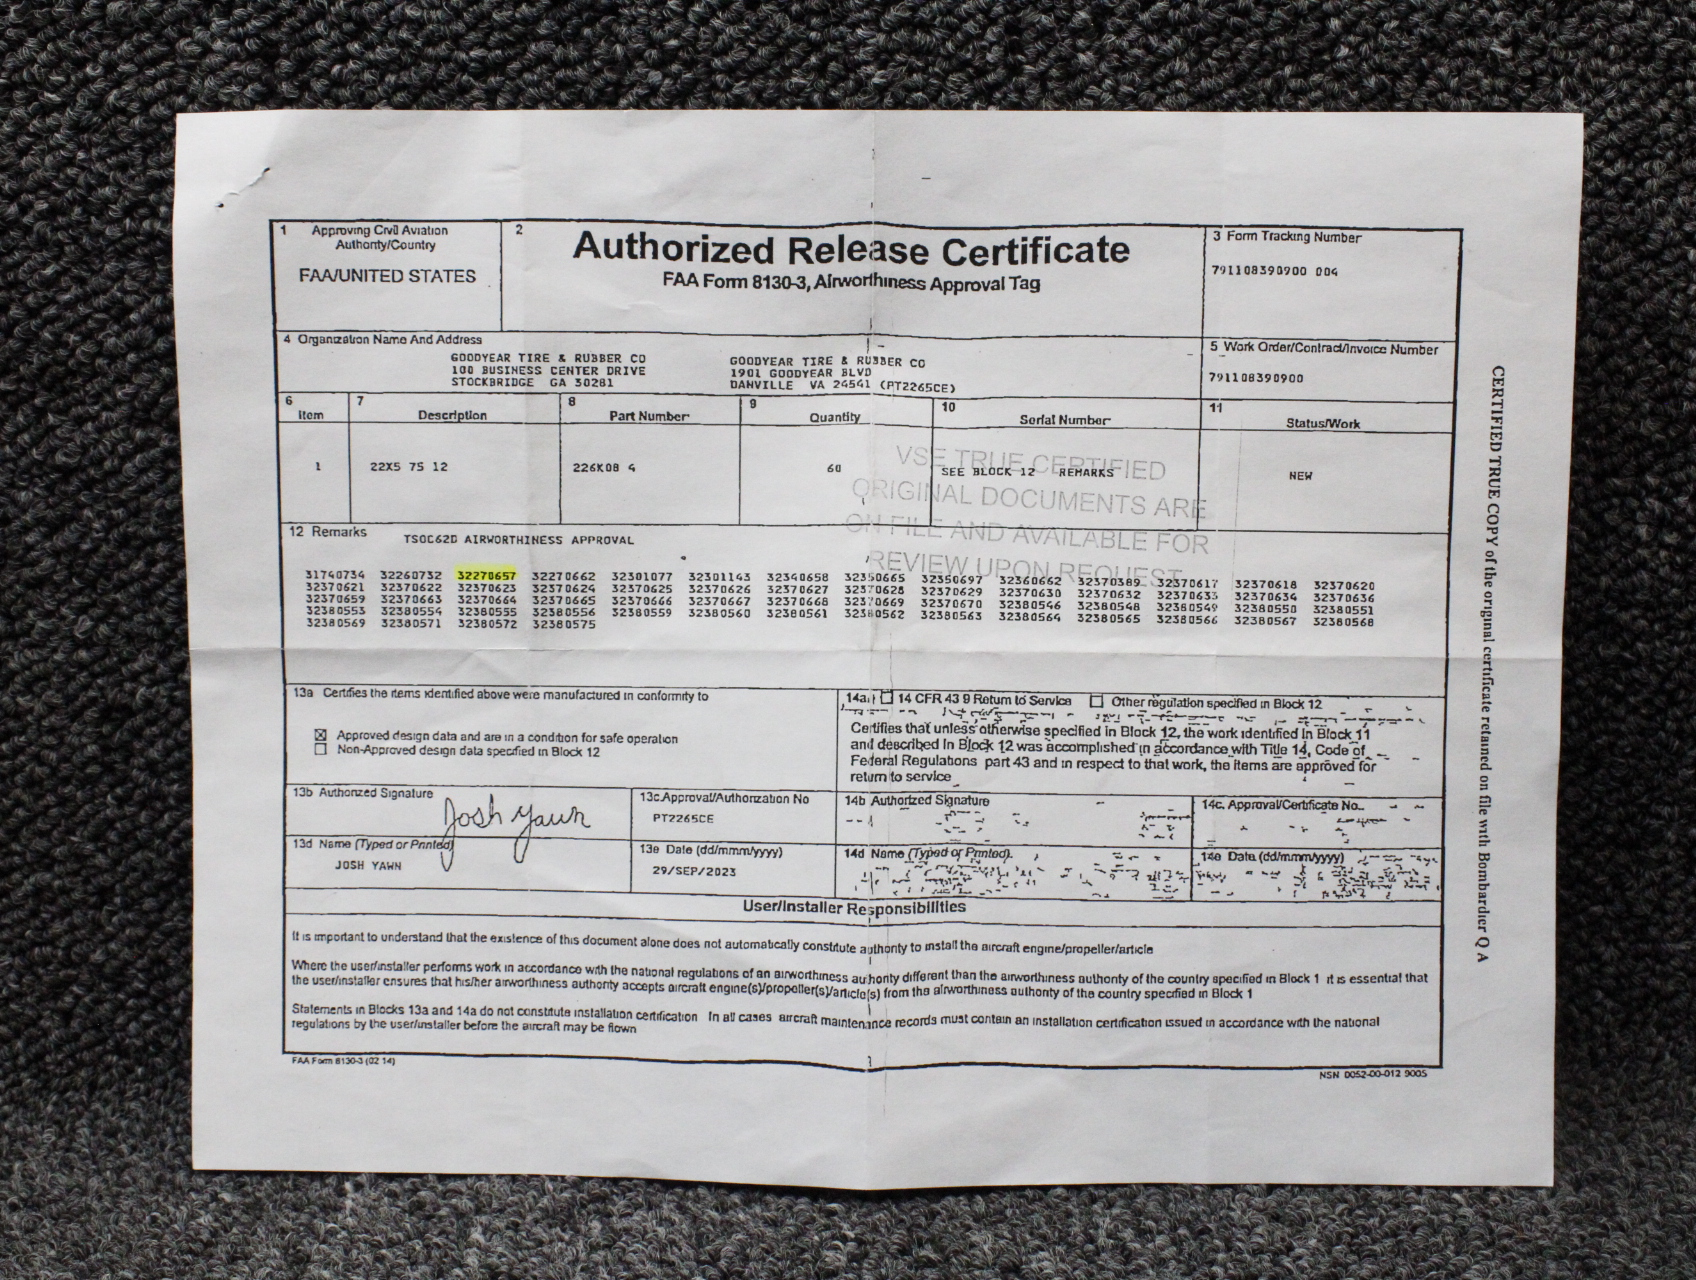 1 Approving Civil Aviation
Authority/Country
FAA/UNITED STATES
2
Authorized Release Certificate
FAA Form 8130-3, Airworthiness Approval Tag
3 Form Tracking Number
791108390900 004
4 Organization Name And Address
GOODYEAR TIRE & RUBBER CO
100 BUSINESS CENTER DRIVE
STOCKBRIDGE GA 30281
GOODYEAR TIRE & RUBBER CO
1901 GOODYEAR BLVD
DANVILLE VA 24541 (PT2265CE)
5 Work Order/Contract/Invoice Number
791108390900
6 Item
7 Description
8 Part Number
9 Quantity
10 Serial Number
11 Status/Work
1 22X5 75 12 226K08 4 60 SEE BLOCK 12 REMARKS NEW
VSE TRUE CERTIFIED
ORIGINAL DOCUMENTS ARE
ON FILE AND AVAILABLE FOR
REVIEW UPON REQUEST
12 Remarks
TSOC62D AIRWORTHINESS APPROVAL
31740734 32260732 32270657 32270662 32301077 32301143 32340658 32350665 32350697 32360662 32370389 32370617 32370618 32370620
32370621 32370622 32370623 32370624 32370625 32370626 32370627 32370628 32370629 32370630 32370632 32370633 32370634 32370636
32370659 32370663 32370664 32370665 32370666 32370667 32370668 32370669 32370670 32380546 32380548 32380549 32380550 32380551
32380553 32380554 32380555 32380556 32380559 32380560 32380561 32380562 32380563 32380564 32380565 32380566 32380567 32380568
32380569 32380571 32380572 32380575
13a Certifies the items identified above were manufactured in conformity to
Approved design data and are in a condition for safe operation
Non-Approved design data specified in Block 12
14a 14 CFR 43 9 Return to Service Other regulation specified in Block 12
Certifies that unless otherwise specified in Block 12, the work identified in Block 11
and described in Block 12 was accomplished in accordance with Title 14, Code of
Federal Regulations part 43 and in respect to that work, the items are approved for
return to service
13b Authorized Signature
Josh Yawn
13c Approval/Authorization No
PT2265CE
14b Authorized Signature
14c. Approval/Certificate No.
13d Name (Typed or Printed)
JOSH YAWN
13e Date (dd/mmm/yyyy)
29/SEP/2023
14d Name (Typed or Printed).
14e Date (dd/mmm/yyyy)
User/Installer Responsibilities
It is important to understand that the existence of this document alone does not automatically constitute authority to install the aircraft engine/propeller/article
Where the user/installer performs work in accordance with the national regulations of an airworthiness authority different than the airworthiness authority of the country specified in Block 1 it is essential that
the user/installer ensures that his/her airworthiness authority accepts aircraft engine(s)/propeller(s)/article(s) from the airworthiness authority of the country specified in Block 1
Statements in Blocks 13a and 14a do not constitute installation certification In all cases aircraft maintenance records must contain an installation certification issued in accordance with the national
regulations by the user/installer before the aircraft may be flown
FAA Form 8130-3 (02 14)
NSN 0052-00-012 9005
CERTIFIED TRUE COPY of the original certificate retained on file with Bombardier Q A